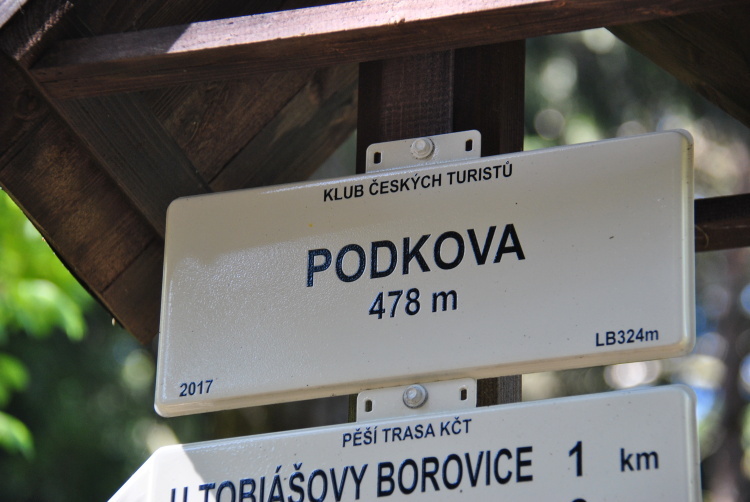 KLUB ČESKÝCH TURISTŮ
PODKOVA
478 m
LB324m
2017
PĚŠÍ TRASA KČT
U TOBIÁŠOVY BOROVICE 1 km